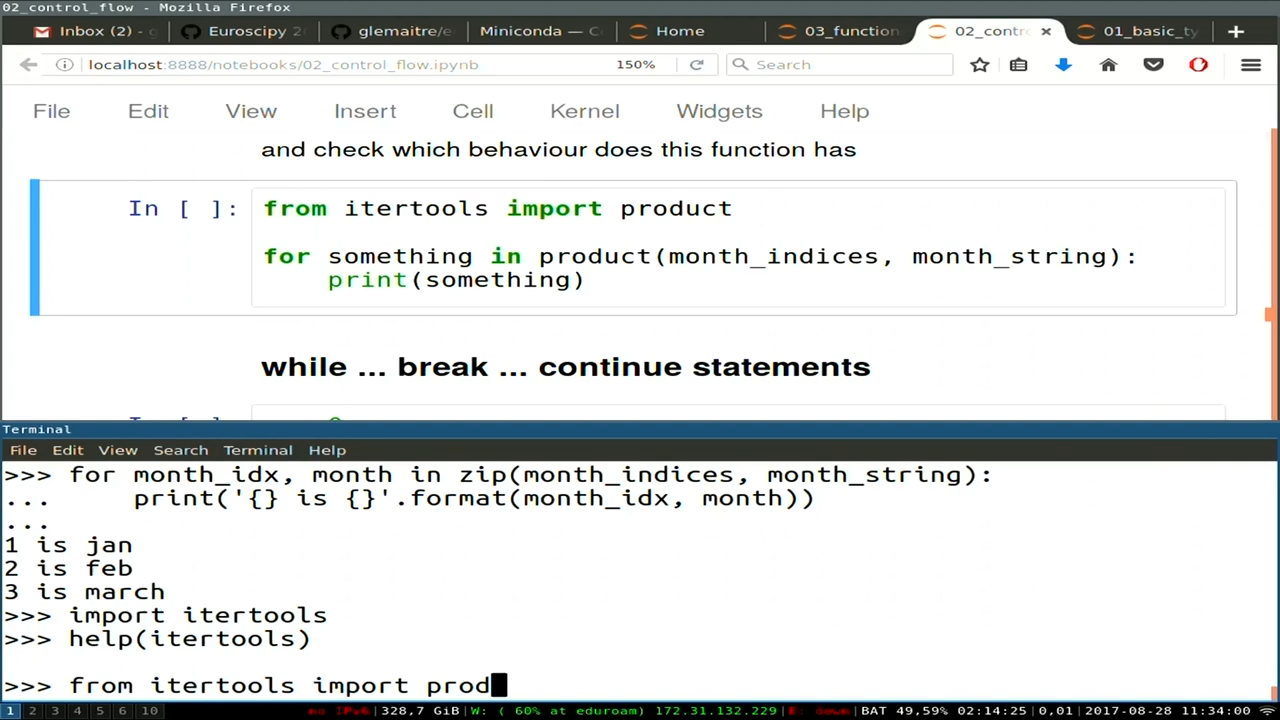 02_control_flow - Mozilla Firefox
Inbox (2) - g
Euroscipy 2
glemaitre/e
Miniconda — C
Home
03_function
02_contr
01_basic_ty
localhost:8888/notebooks/02_control_flow.ipynb
150%
Search
File Edit View Insert Cell Kernel Widgets Help
and check which behaviour does this function has
In [ ]: from itertools import product
for something in product(month_indices, month_string):
print(something)
while ... break ... continue statements
Terminal
File Edit View Search Terminal Help
>>> for month_idx, month in zip(month_indices, month_string):
... print('{} is {}'.format(month_idx, month))
...
1 is jan
2 is feb
3 is march
>>> import itertools
>>> help(itertools)
>>> from itertools import prod
1 2 3 4 5 6 10 no IPv6|328,7 GiB|W: ( 60% at eduroam) 172.31.132.229|E: down|BAT 49,59% 02:14:25|0,01|2017-08-28 11:34:00